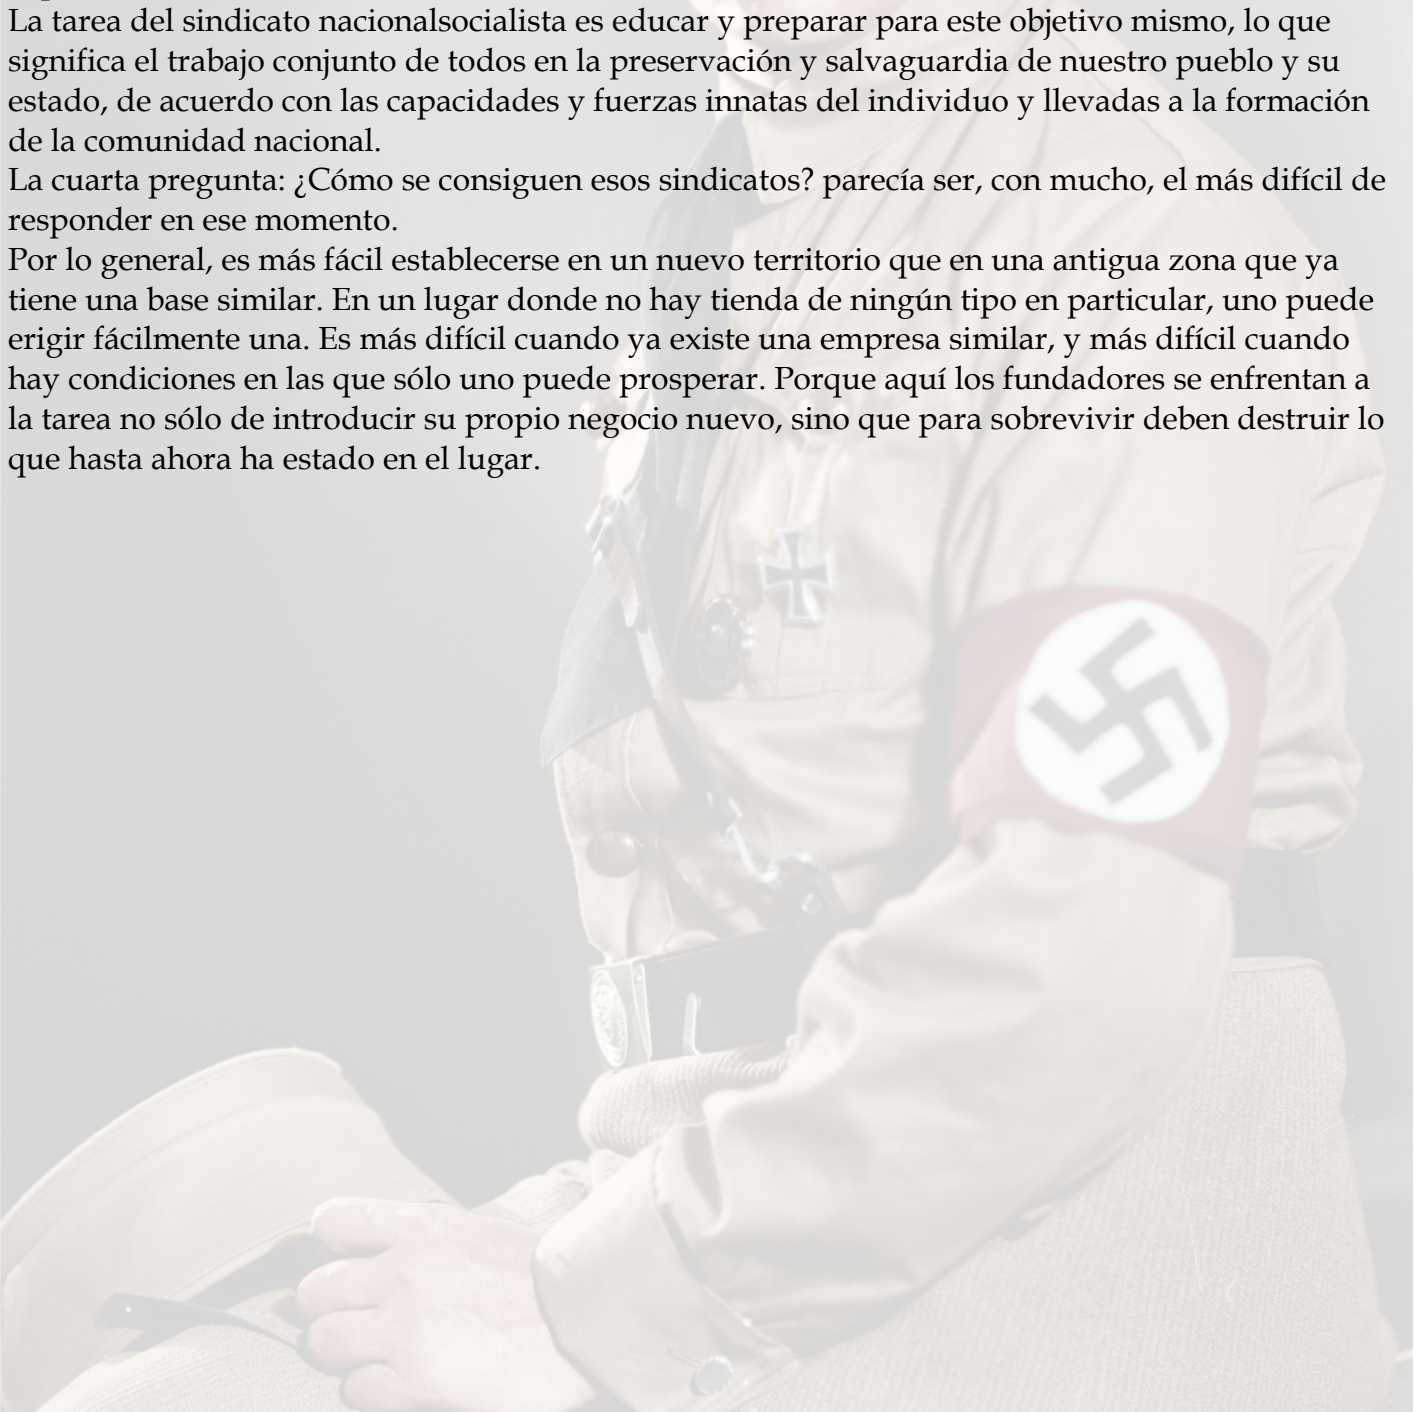 La tarea del sindicato nacionalsocialista es educar y preparar para este objetivo mismo, lo que
significa el trabajo conjunto de todos en la preservación y salvaguardia de nuestro pueblo y su
estado, de acuerdo con las capacidades y fuerzas innatas del individuo y llevadas a la formación
de la comunidad nacional.
La cuarta pregunta: ¿Cómo se consiguen esos sindicatos? parecía ser, con mucho, el más difícil de
responder en ese momento.
Por lo general, es más fácil establecerse en un nuevo territorio que en una antigua zona que ya
tiene una base similar. En un lugar donde no hay tienda de ningún tipo en particular, uno puede
erigir fácilmente una. Es más difícil cuando ya existe una empresa similar, y más difícil cuando
hay condiciones en las que sólo uno puede prosperar. Porque aquí los fundadores se enfrentan a
la tarea no sólo de introducir su propio negocio nuevo, sino que para sobrevivir deben destruir lo
que hasta ahora ha estado en el lugar.